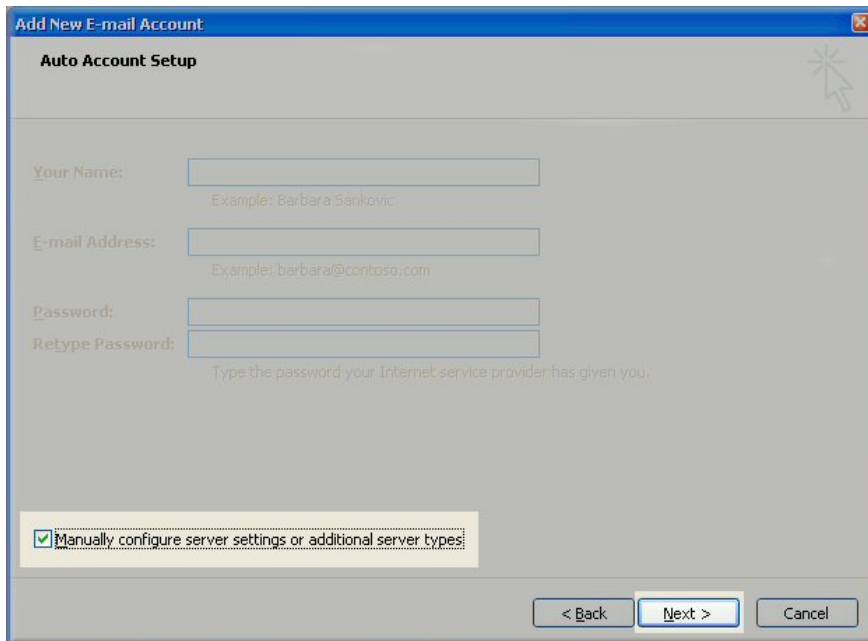 Add New E-mail Account
Auto Account Setup
Your Name:
Example: Barbara Sankovic
E-mail Address:
Example: barbara@contoso.com
Password:
Retype Password:
Type the password your Internet service provider has given you.
Manually configure server settings or additional server types
< Back Next > Cancel